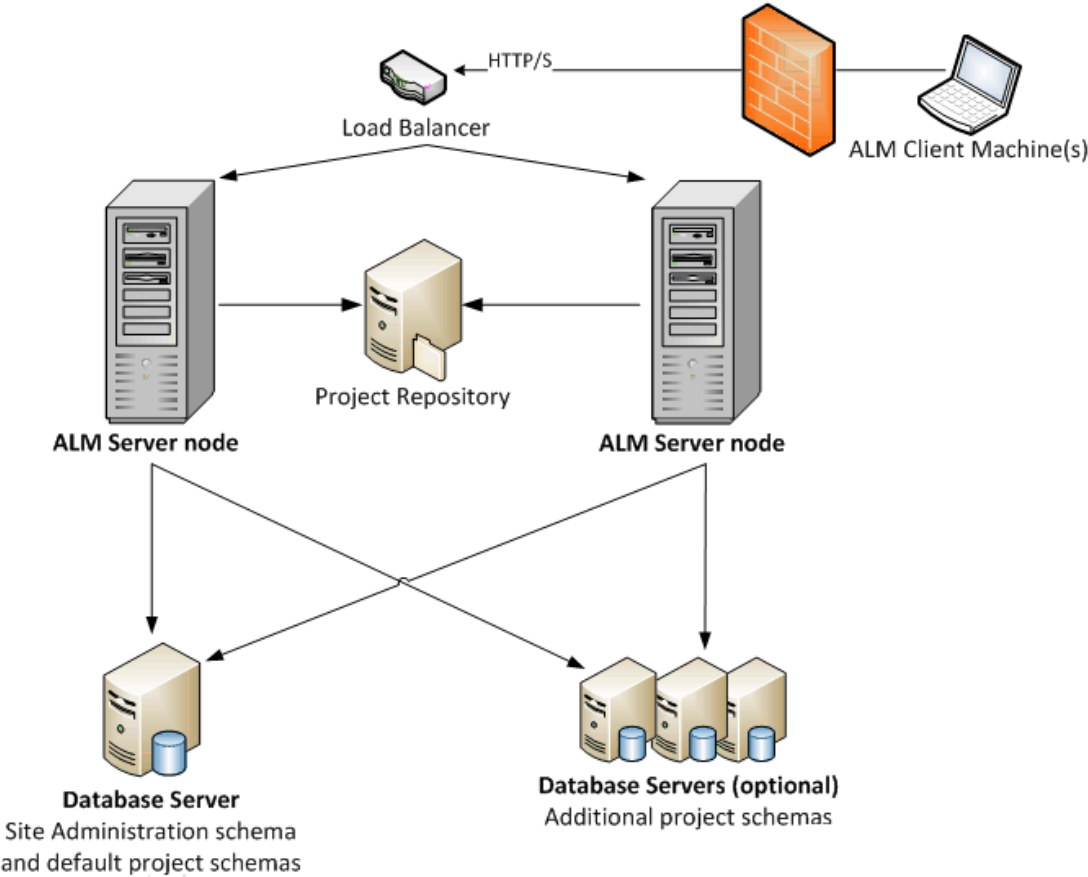 HTTP/S
Load Balancer
ALM Client Machine(s)
Project Repository
ALM Server node
ALM Server node
Database Server
Site Administration schema
and default project schemas
Database Servers (optional)
Additional project schemas